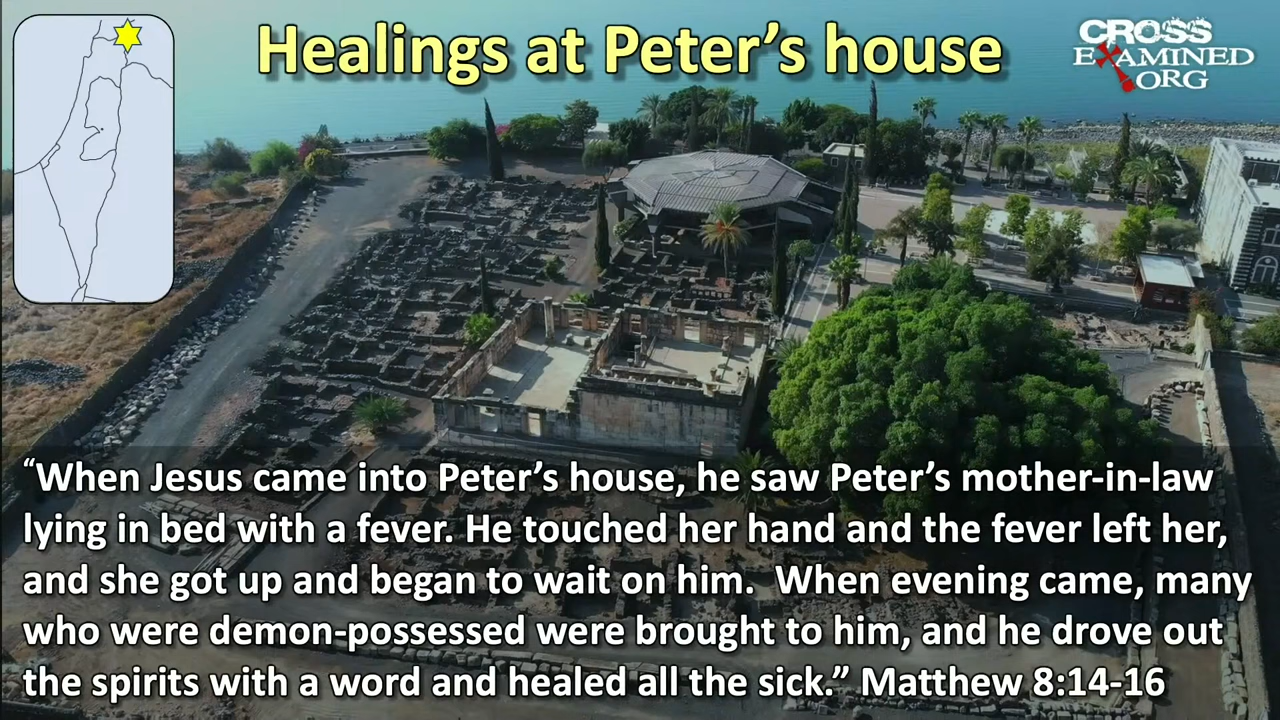 Healings at Peter's house
CROSS
EXAMINED
.ORG
“When Jesus came into Peter’s house, he saw Peter’s mother-in-law
lying in bed with a fever. He touched her hand and the fever left her,
and she got up and began to wait on him.  When evening came, many
who were demon-possessed were brought to him, and he drove out
the spirits with a word and healed all the sick.” Matthew 8:14-16